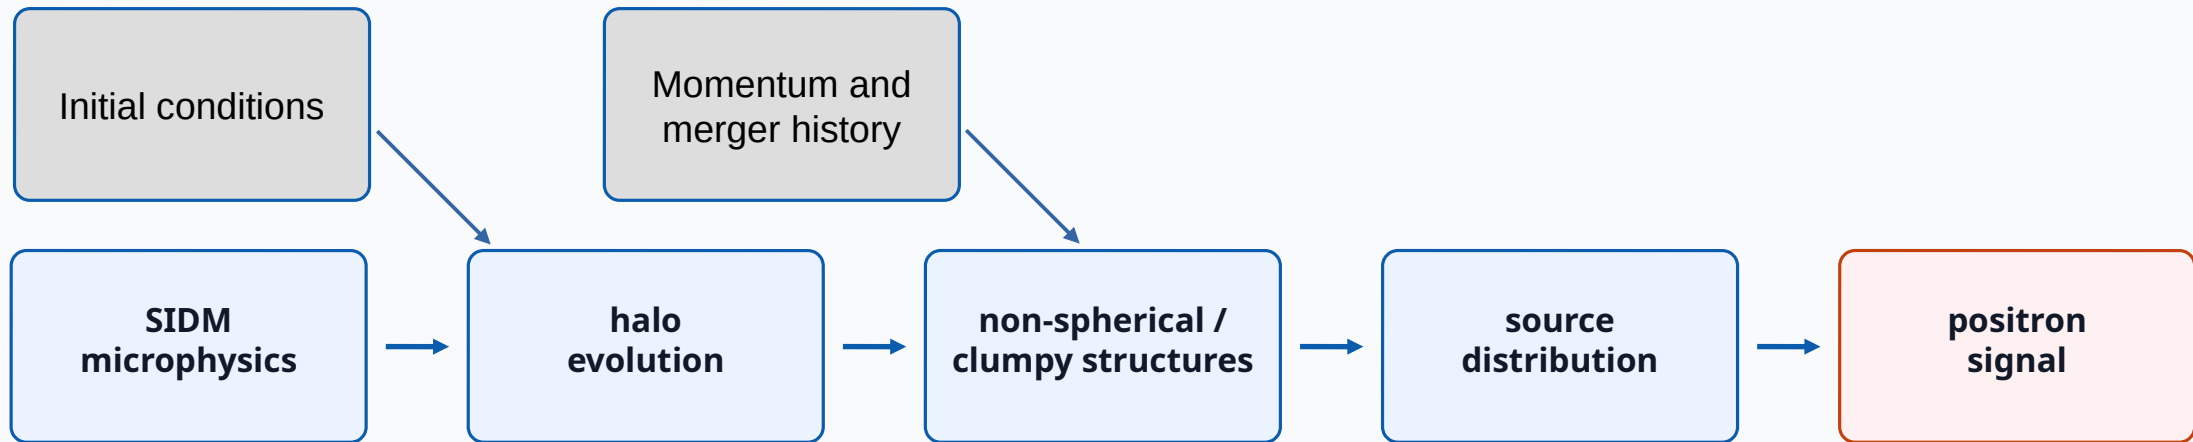 Initial conditions
Momentum and
merger history
SIDM
microphysics
halo
evolution
non-spherical /
clumpy structures
source
distribution
positron
signal